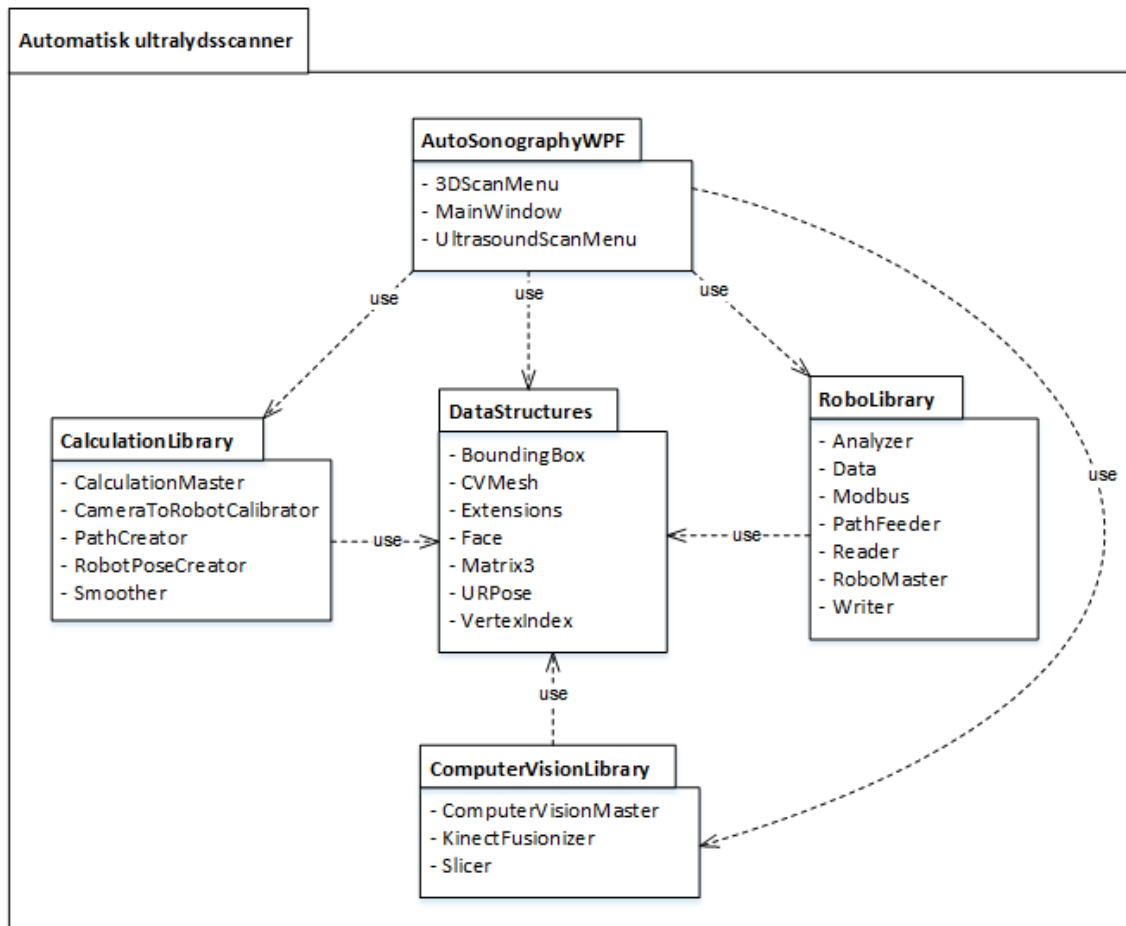 Automatisk ultralydsscanner
AutoSonographyWPF
- 3DScanMenu
- MainWindow
- UltrasoundScanMenu
use
use
use
use
CalculationLibrary
- CalculationMaster
- CameraToRobotCalibrator
- PathCreator
- RobotPoseCreator
- Smoother
use
DataStructures
- BoundingBox
- CVMesh
- Extensions
- Face
- Matrix3
- URPose
- VertexIndex
use
RoboLibrary
- Analyzer
- Data
- Modbus
- PathFeeder
- Reader
- RoboMaster
- Writer
use
ComputerVisionLibrary
- ComputerVisionMaster
- KinectFusionizer
- Slicer